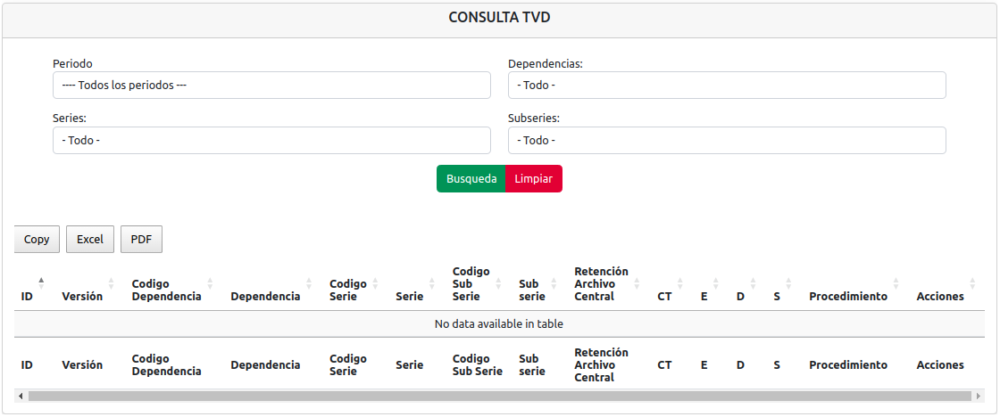 CONSULTA TVD
Periodo
Dependencias:
---- Todos los periodos ---
- Todo -
Series:
Subseries:
- Todo -
- Todo -
Busqueda
Limpiar
Copy
Excel
PDF
ID
Versión
Codigo
Dependencia
Dependencia
Codigo
Serie
Serie
Codigo
Sub
Serie
Sub
serie
Retención
Archivo
Central
CT
E
D
S
Procedimiento
Acciones
No data available in table
ID
Versión
Codigo
Dependencia
Dependencia
Codigo
Serie
Serie
Codigo
Sub Serie
Sub
serie
Retención
Archivo
Central
CT
E
D
S
Procedimiento
Acciones